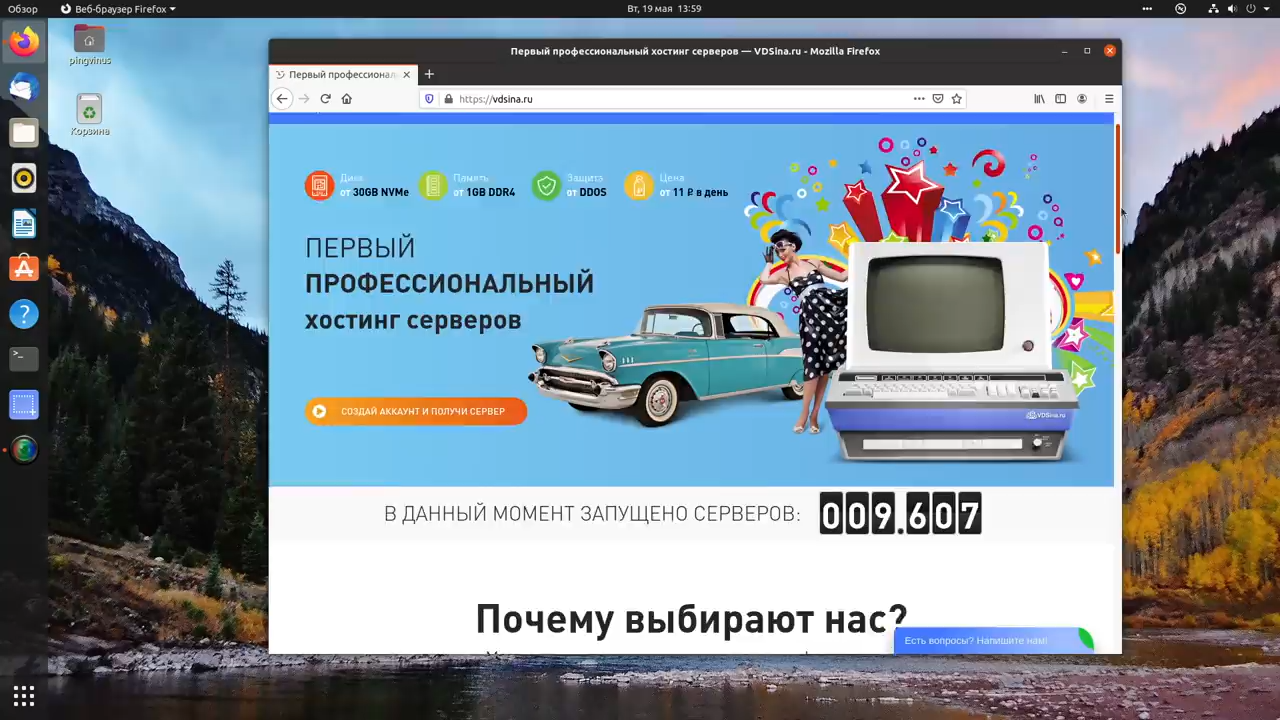 Обзор
Веб-браузер Firefox
Вт, 19 мая 13:59
pingvinus
Корзина
Первый профессиональный хостинг серверов — VDSina.ru - Mozilla Firefox
Первый профессионал
https://vdsina.ru
Диск
от 30GB NVMe
Память
от 1GB DDR4
Защита
от DDOS
Цена
от 11 Р в день
ПЕРВЫЙ
ПРОФЕССИОНАЛЬНЫЙ
хостинг серверов
СОЗДАЙ АККАУНТ И ПОЛУЧИ СЕРВЕР
VDSina.ru
В ДАННЫЙ МОМЕНТ ЗАПУЩЕНО СЕРВЕРОВ: 009.607
Почему выбирают нас?
Есть вопросы? Напишите нам!